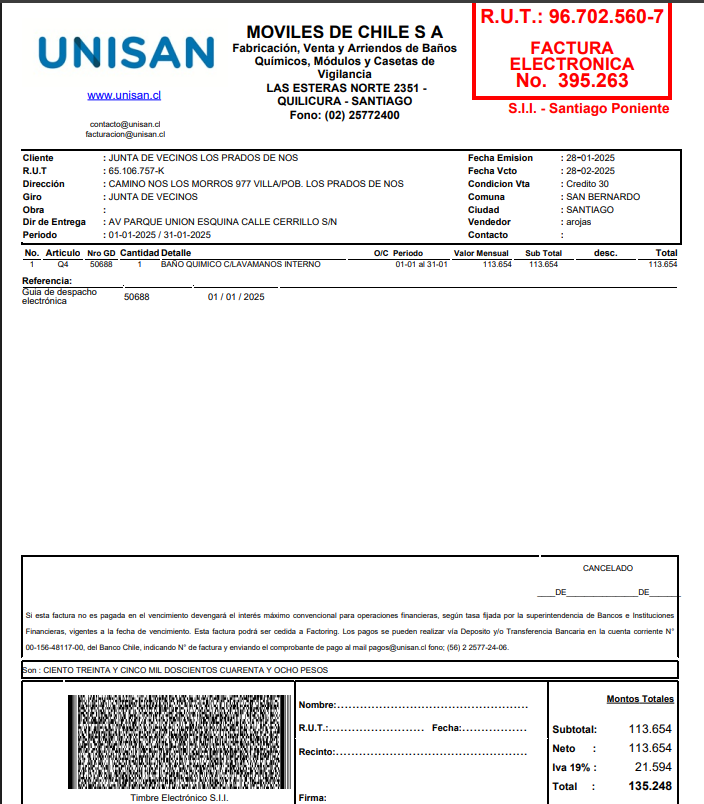 UNISAN
www.unisan.cl
contacto@unisan.cl
facturacion@unisan.cl
MOVILES DE CHILE S A
Fabricación, Venta y Arriendos de Baños
Químicos, Módulos y Casetas de
Vigilancia
LAS ESTERAS NORTE 2351 -
QUILICURA - SANTIAGO
Fono: (02) 25772400
R.U.T.: 96.702.560-7
FACTURA
ELECTRONICA
No. 395.263
S.I.I. - Santiago Poniente
Cliente : JUNTA DE VECINOS LOS PRADOS DE NOS
R.U.T : 65.106.757-K
Dirección : CAMINO NOS LOS MORROS 977 VILLA/POB. LOS PRADOS DE NOS
Giro : JUNTA DE VECINOS
Obra :
Dir de Entrega : AV PARQUE UNION ESQUINA CALLE CERRILLO S/N
Periodo : 01-01-2025 / 31-01-2025
Fecha Emision : 28-01-2025
Fecha Vcto : 28-02-2025
Condicion Vta : Credito 30
Comuna : SAN BERNARDO
Ciudad : SANTIAGO
Vendedor : arojas
Contacto :
No. Articulo Nro GD Cantidad Detalle O/C Periodo Valor Mensual Sub Total desc. Total
1 Q4 50688 1 BAÑO QUIMICO C/LAVAMANOS INTERNO 01-01 al 31-01 113.654 113.654 113.654
Referencia:
Guia de despacho
electrónica 50688 01 / 01 / 2025
CANCELADO
____DE________________DE_______
Si esta factura no es pagada en el vencimiento devengará el interés máximo convencional para operaciones financieras, según tasa fijada por la superintendencia de Bancos e Instituciones
Financieras, vigentes a la fecha de vencimiento. Esta factura podrá ser cedida a Factoring. Los pagos se pueden realizar vía Deposito y/o Transferencia Bancaria en la cuenta corriente N°
00-156-48117-00, del Banco Chile, indicando N° de factura y enviando el comprobante de pago al mail pagos@unisan.cl fono; (56) 2 2577-24-06.
Son : CIENTO TREINTA Y CINCO MIL DOSCIENTOS CUARENTA Y OCHO PESOS
Timbre Electrónico S.I.I.
Nombre:................................................
R.U.T.:........................ Fecha:................
Recinto:................................................
Firma:
Montos Totales
Subtotal: 113.654
Neto : 113.654
Iva 19% : 21.594
Total : 135.248